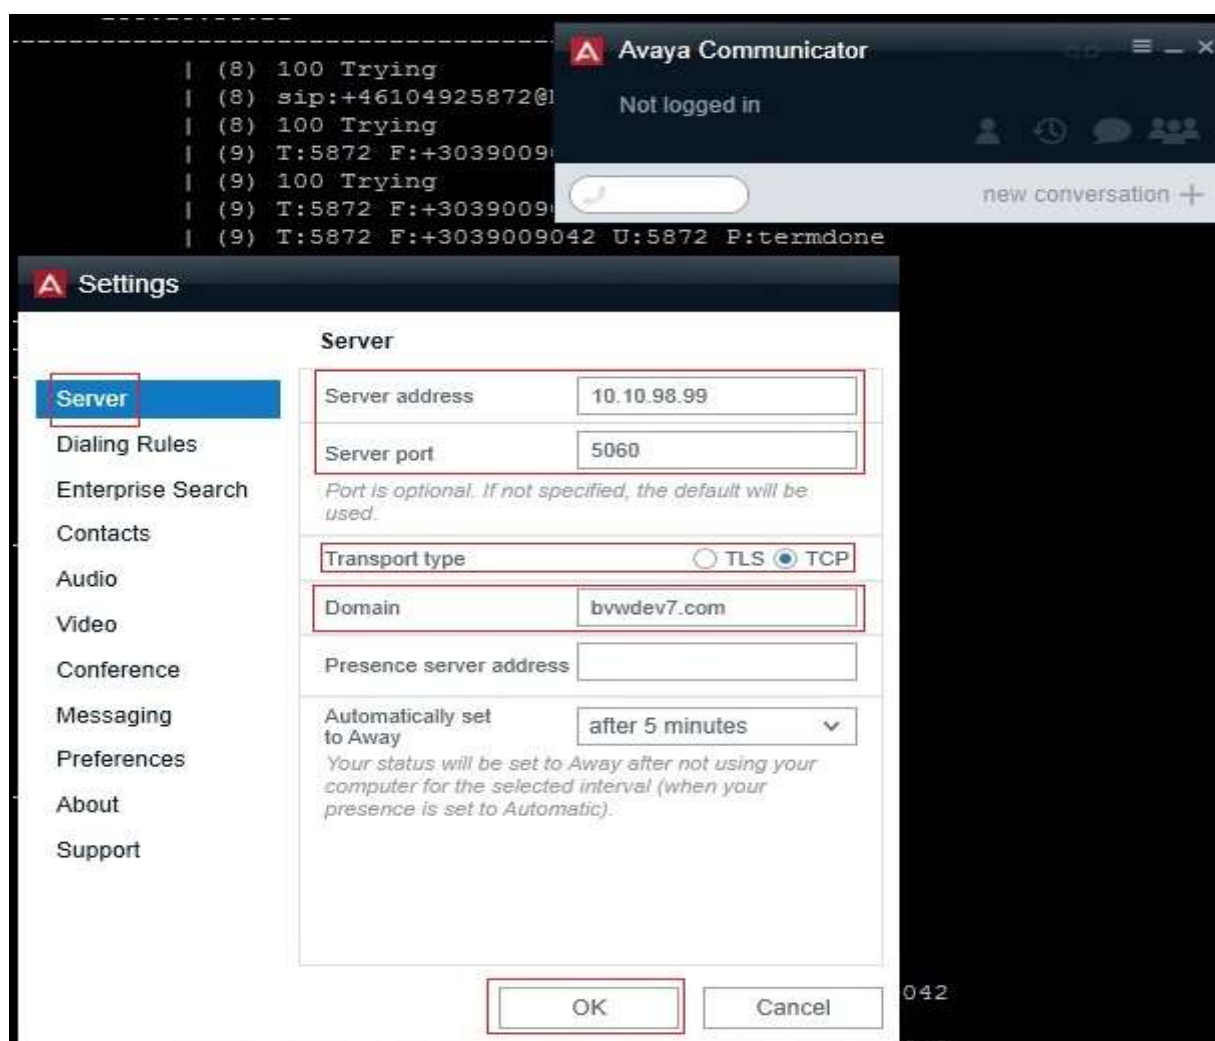 | (8) 100 Trying
| (8) sip:+46104925872@
| (8) 100 Trying
| (9) T:5872 F:+3039009
| (9) 100 Trying
| (9) T:5872 F:+3039009
| (9) T:5872 F:+3039009042 U:5872 P:termdone
Avaya Communicator
Not logged in
new conversation +
Settings
Server
Dialing Rules
Enterprise Search
Contacts
Audio
Video
Conference
Messaging
Preferences
About
Support
Server
Server address 10.10.98.99
Server port 5060
Port is optional. If not specified, the default will be
used.
Transport type TLS TCP
Domain bvwdev7.com
Presence server address
Automatically set
to Away
after 5 minutes
Your status will be set to Away after not using your
computer for the selected interval (when your
presence is set to Automatic).
OK Cancel
042